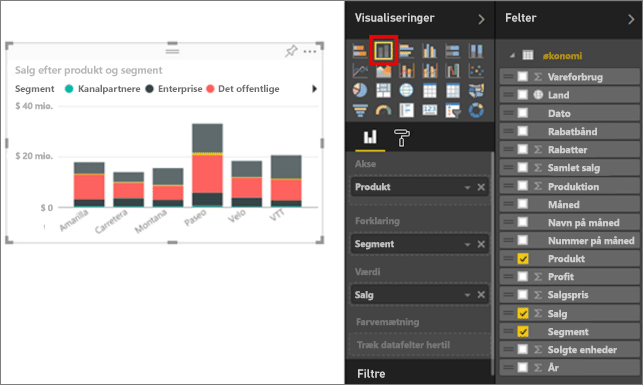 Salg efter produkt og segment
Segment Kanalpartnere Enterprise Det offentlige
$ 40 mio.
$ 20 mio.
$ 0
Amarilla Carretera Montana Paseo Velo VTT
Visualiseringer
Akse
Produkt
Forklaring
Segment
Værdi
Salg
Farvemætning
Træk datafelter hertil
Filtre
Felter
økonomi
Vareforbrug
Land
Dato
Rabatbånd
Rabatter
Samlet salg
Produktion
Måned
Navn på måned
Nummer på måned
Produkt
Profit
Salgspris
Salg
Segment
Solgte enheder
År